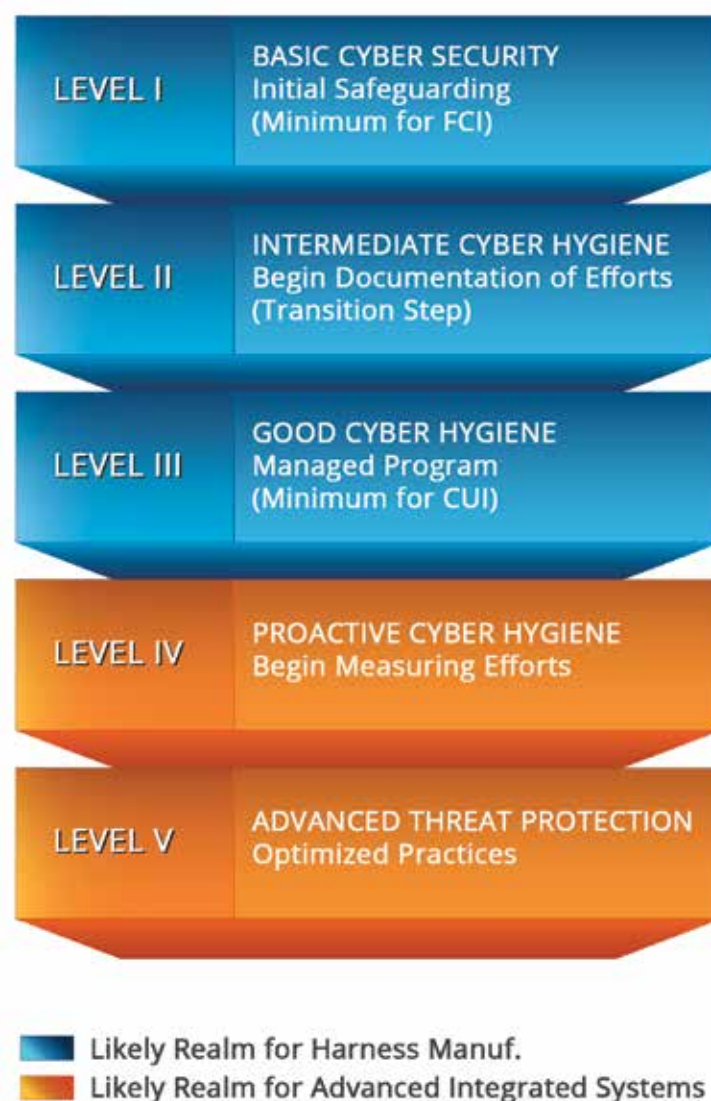 LEVEL I
BASIC CYBER SECURITY
Initial Safeguarding
(Minimum for FCI)
LEVEL II
INTERMEDIATE CYBER HYGIENE
Begin Documentation of Efforts
(Transition Step)
LEVEL III
GOOD CYBER HYGIENE
Managed Program
(Minimum for CUI)
LEVEL IV
PROACTIVE CYBER HYGIENE
Begin Measuring Efforts
LEVEL V
ADVANCED THREAT PROTECTION
Optimized Practices
Likely Realm for Harness Manuf.
Likely Realm for Advanced Integrated Systems